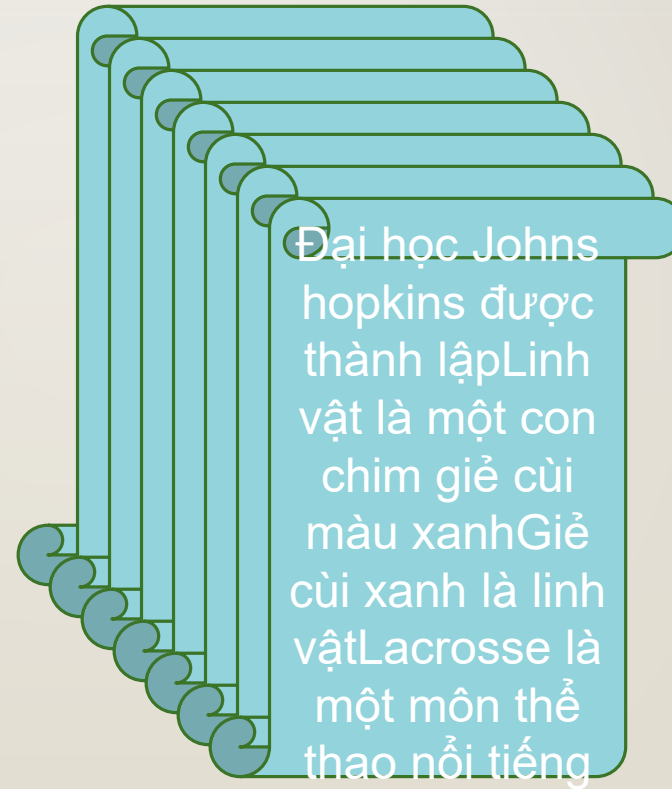 Đại học Johns
hopkins được
thành lậpLinh
vật là một con
chim giẻ cùi
màu xanhGiẻ
cùi xanh là linh
vậtLacrosse là
một môn thể
thao nổi tiếng